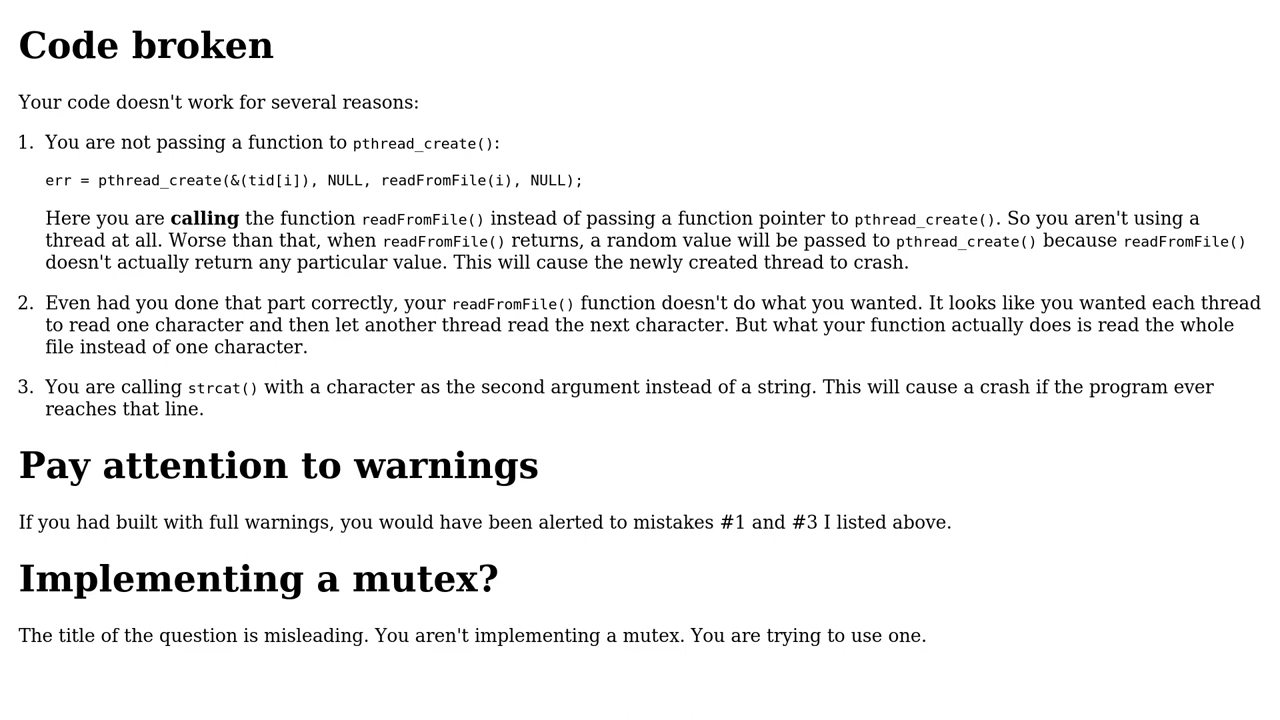 Code broken
Your code doesn't work for several reasons:
1. You are not passing a function to pthread_create():
err = pthread_create(&(tid[i]), NULL, readFromFile(i), NULL);
Here you are calling the function readFromFile() instead of passing a function pointer to pthread_create(). So you aren't using a
thread at all. Worse than that, when readFromFile() returns, a random value will be passed to pthread_create() because readFromFile()
doesn't actually return any particular value. This will cause the newly created thread to crash.
2. Even had you done that part correctly, your readFromFile() function doesn't do what you wanted. It looks like you wanted each thread
to read one character and then let another thread read the next character. But what your function actually does is read the whole
file instead of one character.
3. You are calling strcat() with a character as the second argument instead of a string. This will cause a crash if the program ever
reaches that line.
Pay attention to warnings
If you had built with full warnings, you would have been alerted to mistakes #1 and #3 I listed above.
Implementing a mutex?
The title of the question is misleading. You aren't implementing a mutex. You are trying to use one.